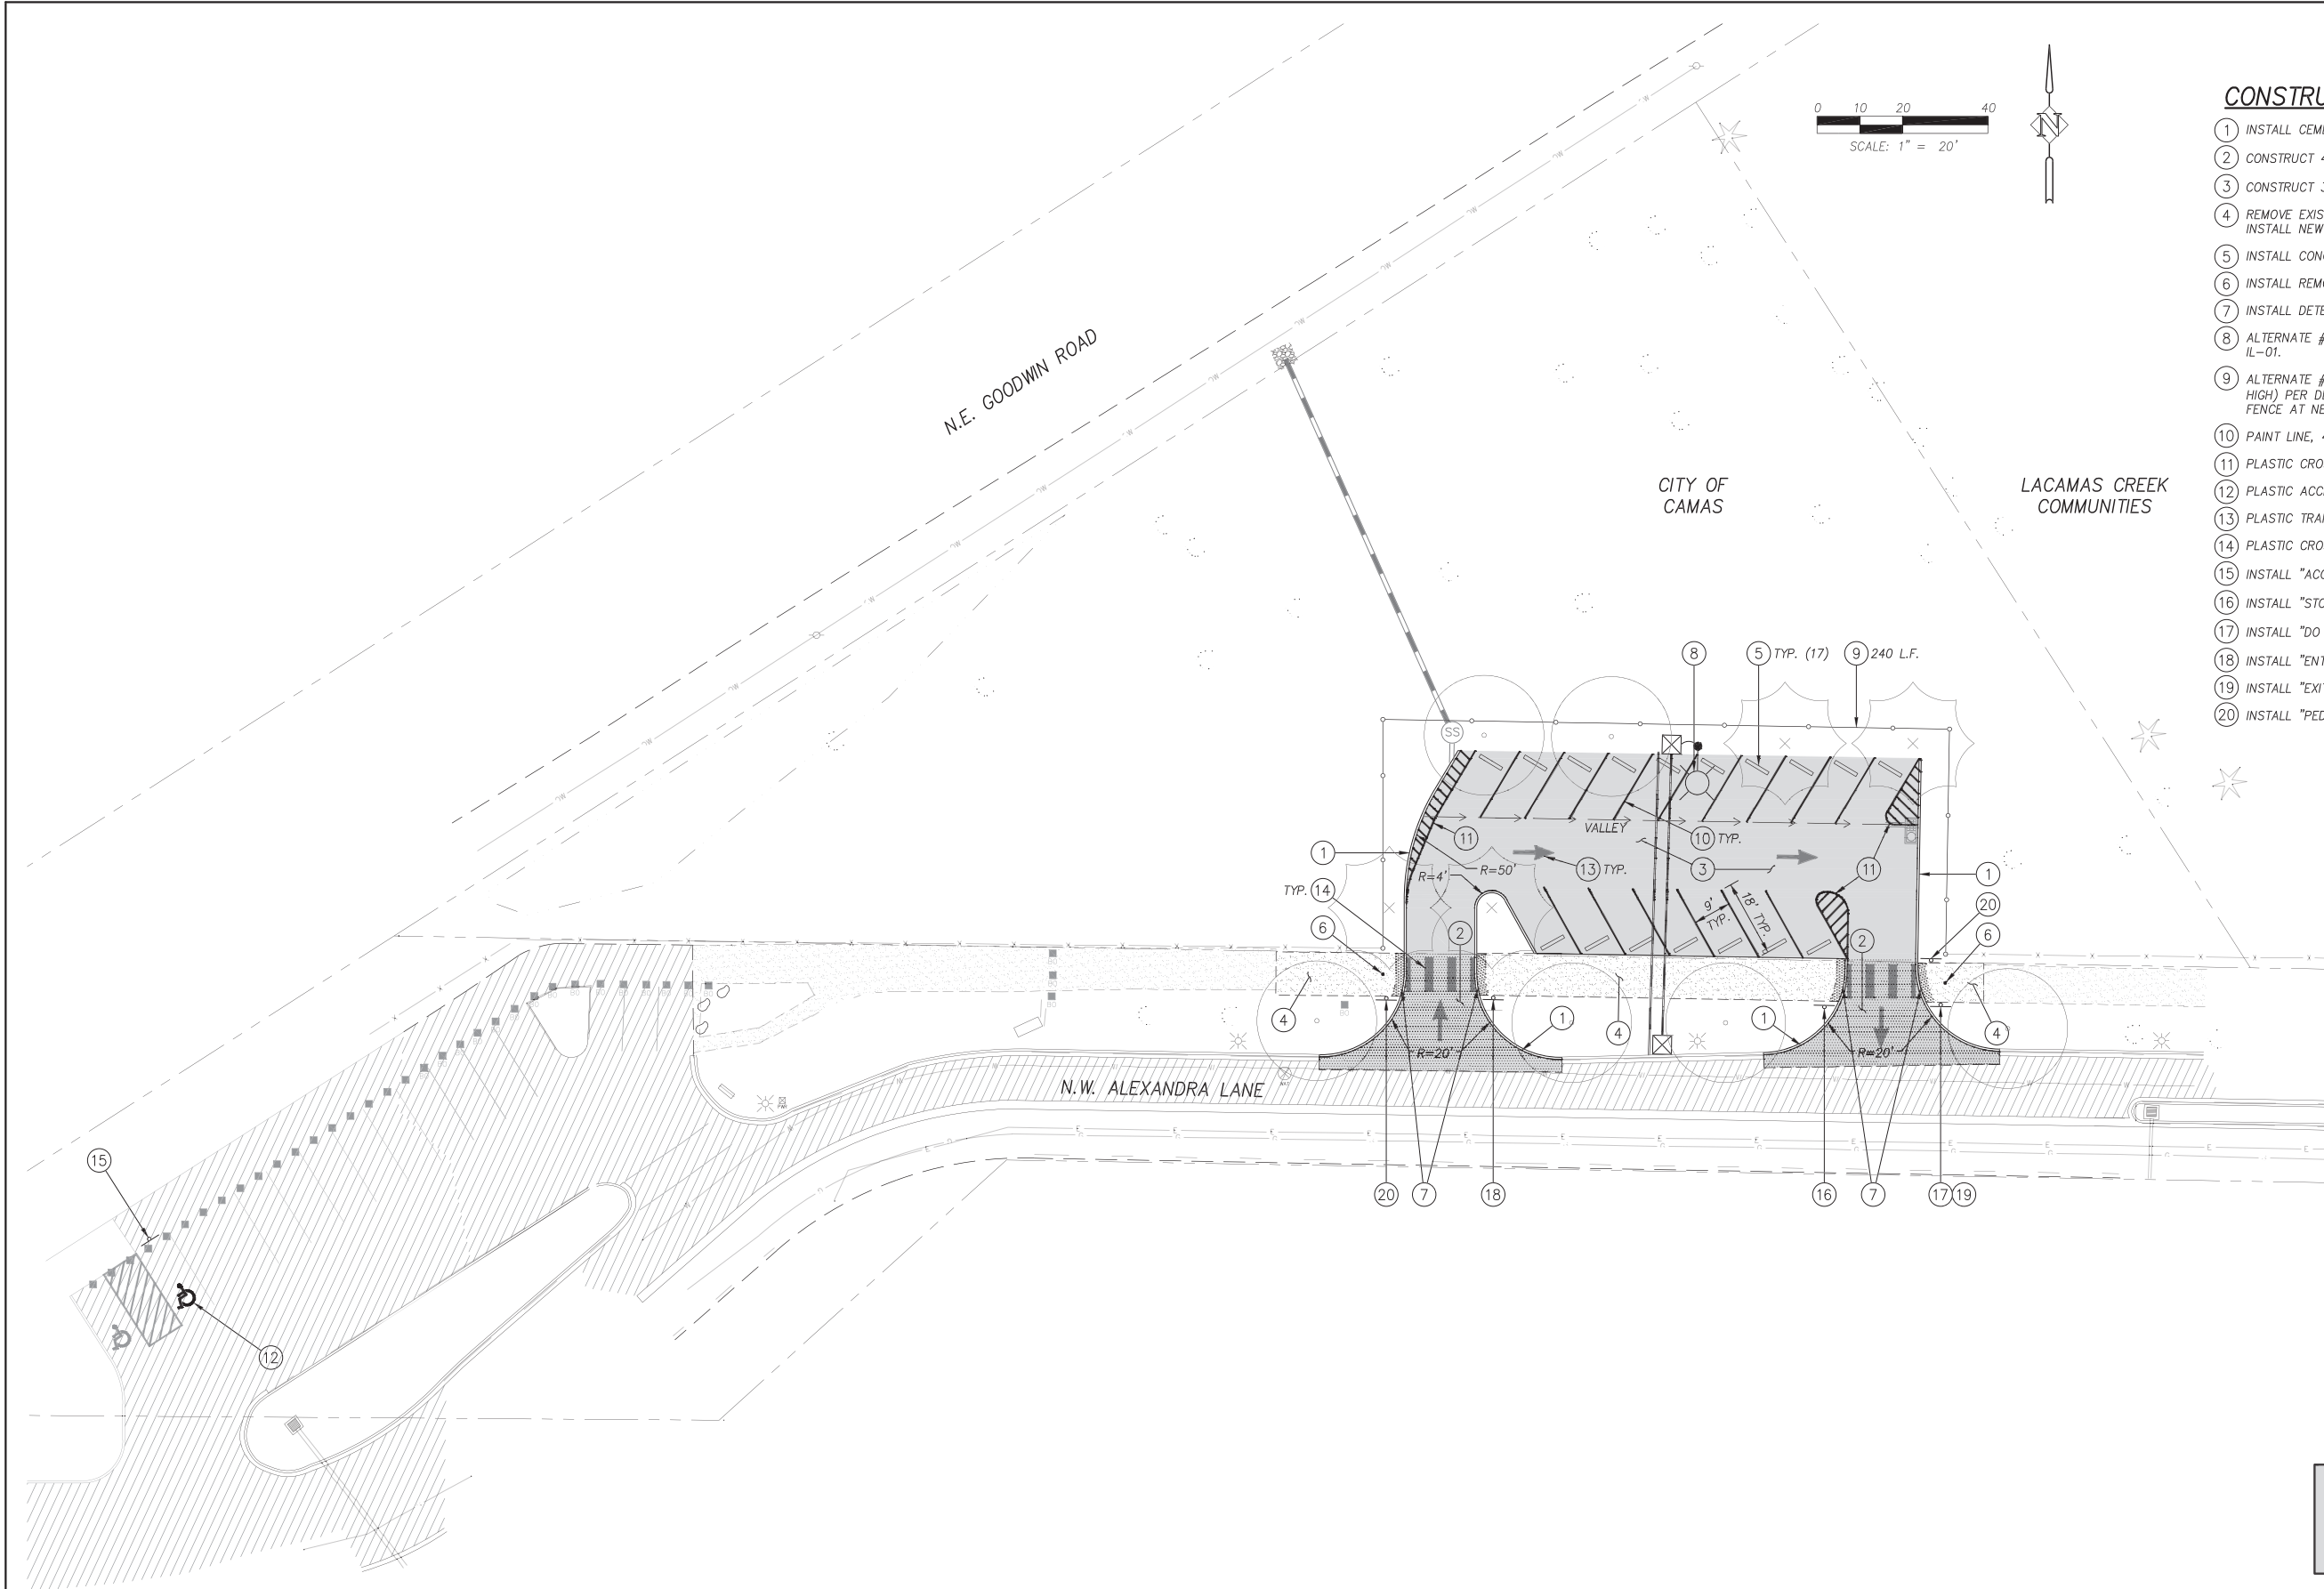 0 10 20 40
SCALE: 1" = 20'
N
CONSTRU
1 INSTALL CEM
2 CONSTRUCT
3 CONSTRUCT
4 REMOVE EXIS
INSTALL NEW
5 INSTALL CON
6 INSTALL REM
7 INSTALL DETE
8 ALTERNATE #
IL-01.
9 ALTERNATE #
HIGH) PER D
FENCE AT NE
10 PAINT LINE,
11 PLASTIC CRO
12 PLASTIC ACC
13 PLASTIC TRA
14 PLASTIC CRO
15 INSTALL "ACC
16 INSTALL "STO
17 INSTALL "DO
18 INSTALL "ENT
19 INSTALL "EXI
20 INSTALL "PED
N.E. GOODWIN ROAD
CITY OF
CAMAS
LACAMAS CREEK
COMMUNITIES
8
5 TYP. (17)
9 240 L.F.
SS
VALLEY
10 TYP.
11
1
R=50'
R=4'
13 TYP.
3
11
1
TYP. 14
9'
TYP.
18' TYP.
20
6
2
2
6
4
1
4
1
4
R=20'
R=20'
N.W. ALEXANDRA LANE
20
7
18
16
7
17
19
15
12